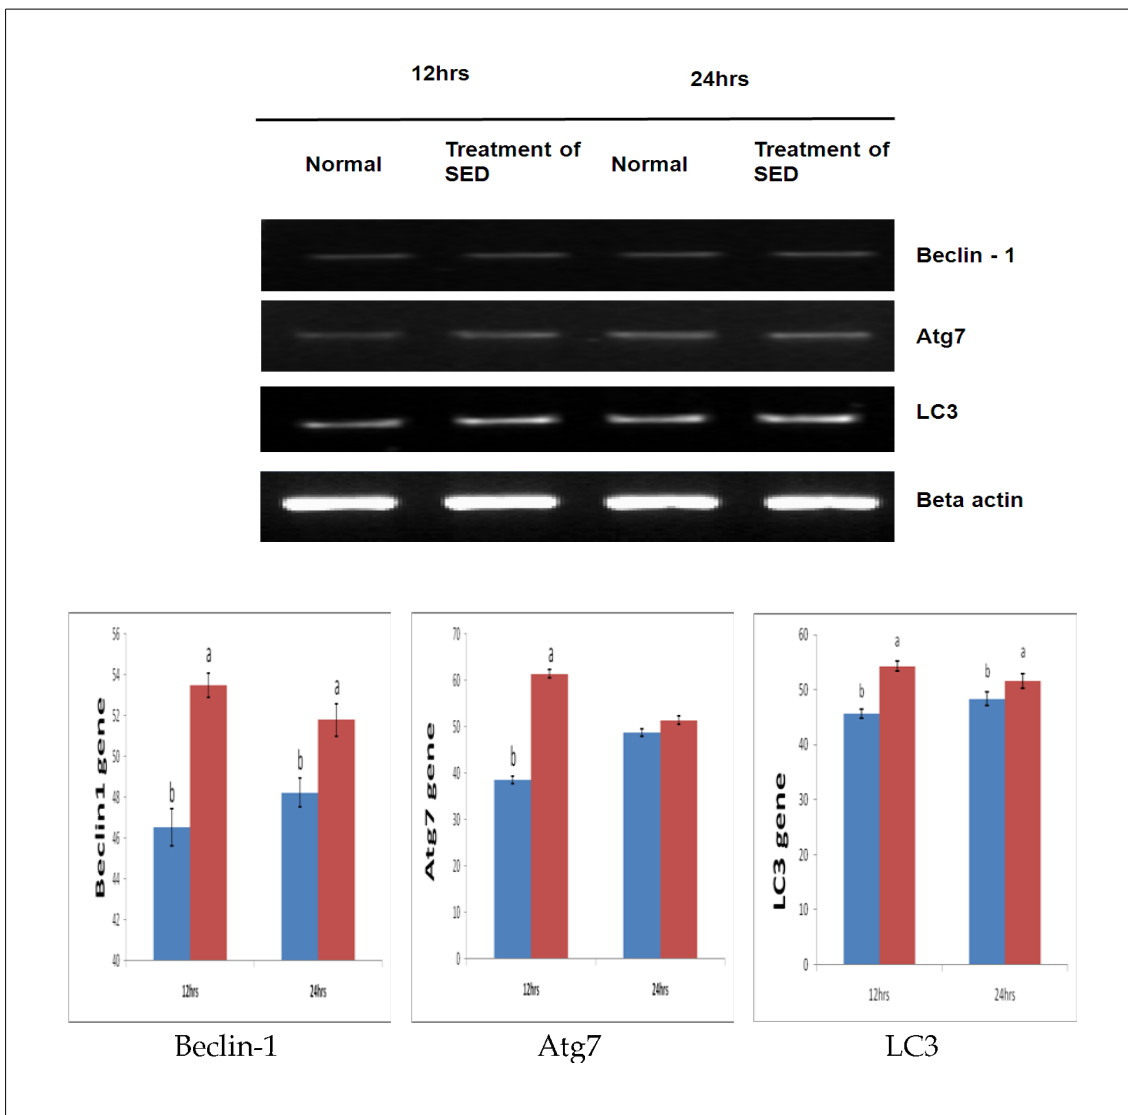 12hrs 24hrs
Normal Treatment of SED Normal Treatment of SED
Beclin - 1
Atg7
LC3
Beta actin
Beclin1 gene
56
54
52
50
48
46
44
42
40
b a b a
12hrs 24hrs
Beclin-1
Atg7 gene
70
60
50
40
30
20
10
0
b a
12hrs 24hrs
Atg7
LC3 gene
60
50
40
30
20
10
0
b a b a
12hrs 24hrs
LC3